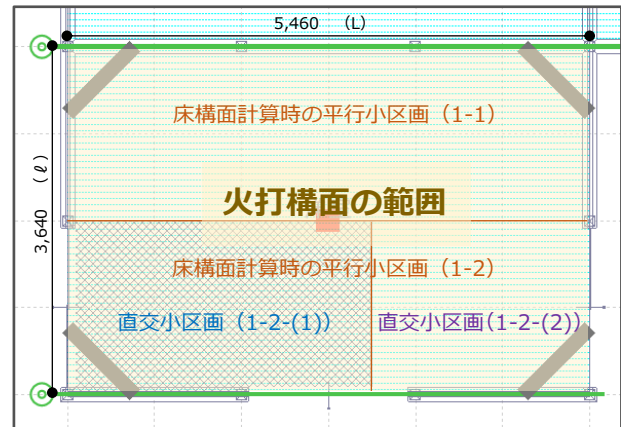 5,460 （L）
床構面計算時の平行小区画（1-1）
3,640 （ℓ）
火打構面の範囲
床構面計算時の平行小区画（1-2）
直交小区画（1-2-(1)） 直交小区画(1-2-(2))